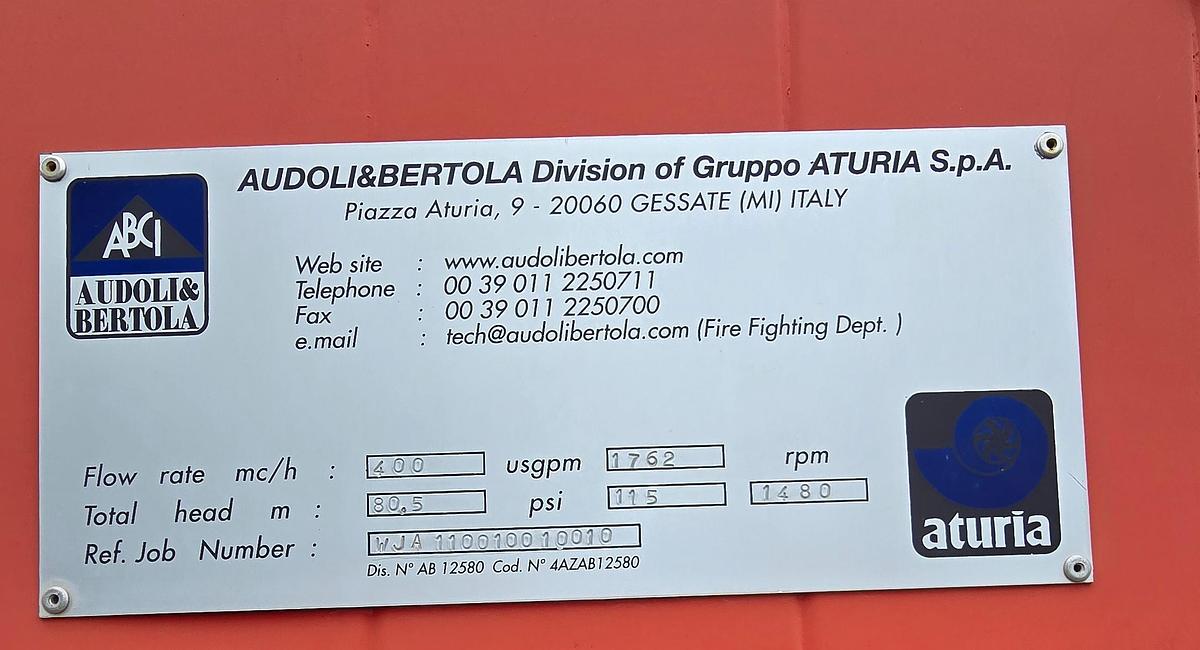 AUDOLI&BERTOLA Division of Gruppo ATURIA S.p.A.
Piazza Aturia, 9 - 20060 GESSATE (MI) ITALY
ABCI
AUDOLI&
BERTOLA
Web site : www.audolibertola.com
Telephone : 00 39 011 2250711
Fax : 00 39 011 2250700
e.mail : tech@audolibertola.com (Fire Fighting Dept. )
Flow rate mc/h : 400 usgpm 1762 rpm
Total head m : 80,5 psi 115 1480
Ref. Job Number : WJA 110010010010
Dis. N° AB 12580 Cod. N° 4AZAB12580
aturia